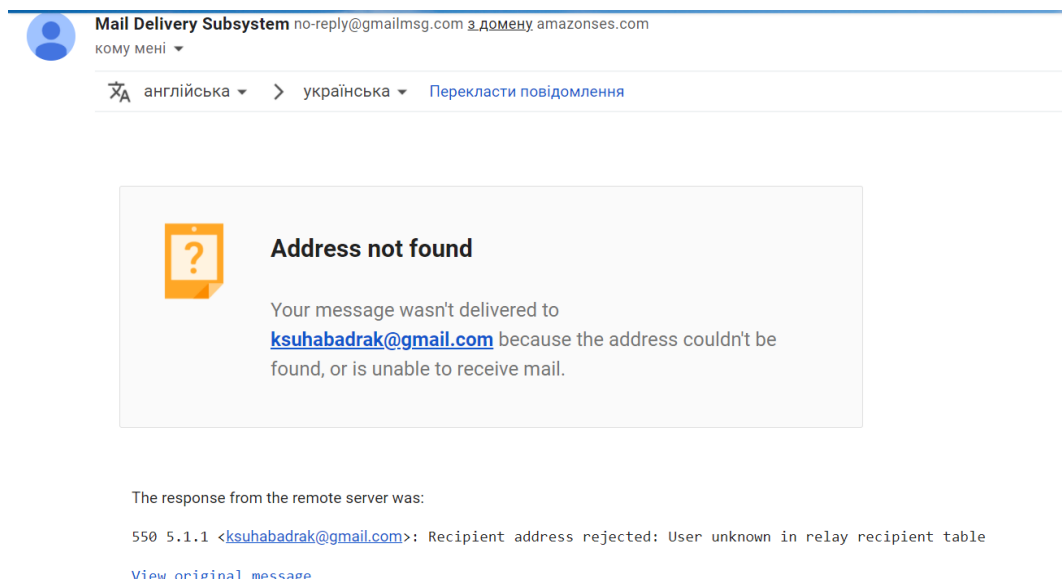 Mail Delivery Subsystem no-reply@gmailmsg.com з домену amazonses.com
кому мені
англійська > українська Перекласти повідомлення
Address not found
Your message wasn't delivered to
ksuhabadrak@gmail.com because the address couldn't be
found, or is unable to receive mail.
The response from the remote server was:
550 5.1.1 <ksuhabadrak@gmail.com>: Recipient address rejected: User unknown in relay recipient table
View original message